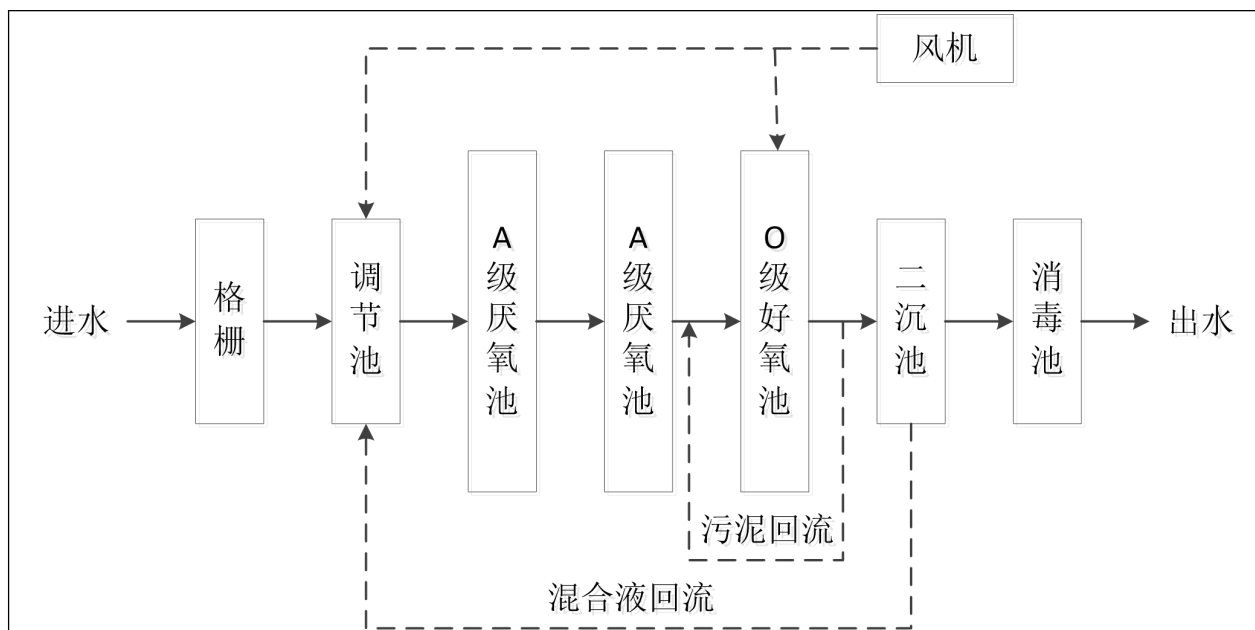 风机
进水
格栅
调节池
A级厌氧池
A级厌氧池
O级好氧池
二沉池
消毒池
出水
污泥回流
混合液回流